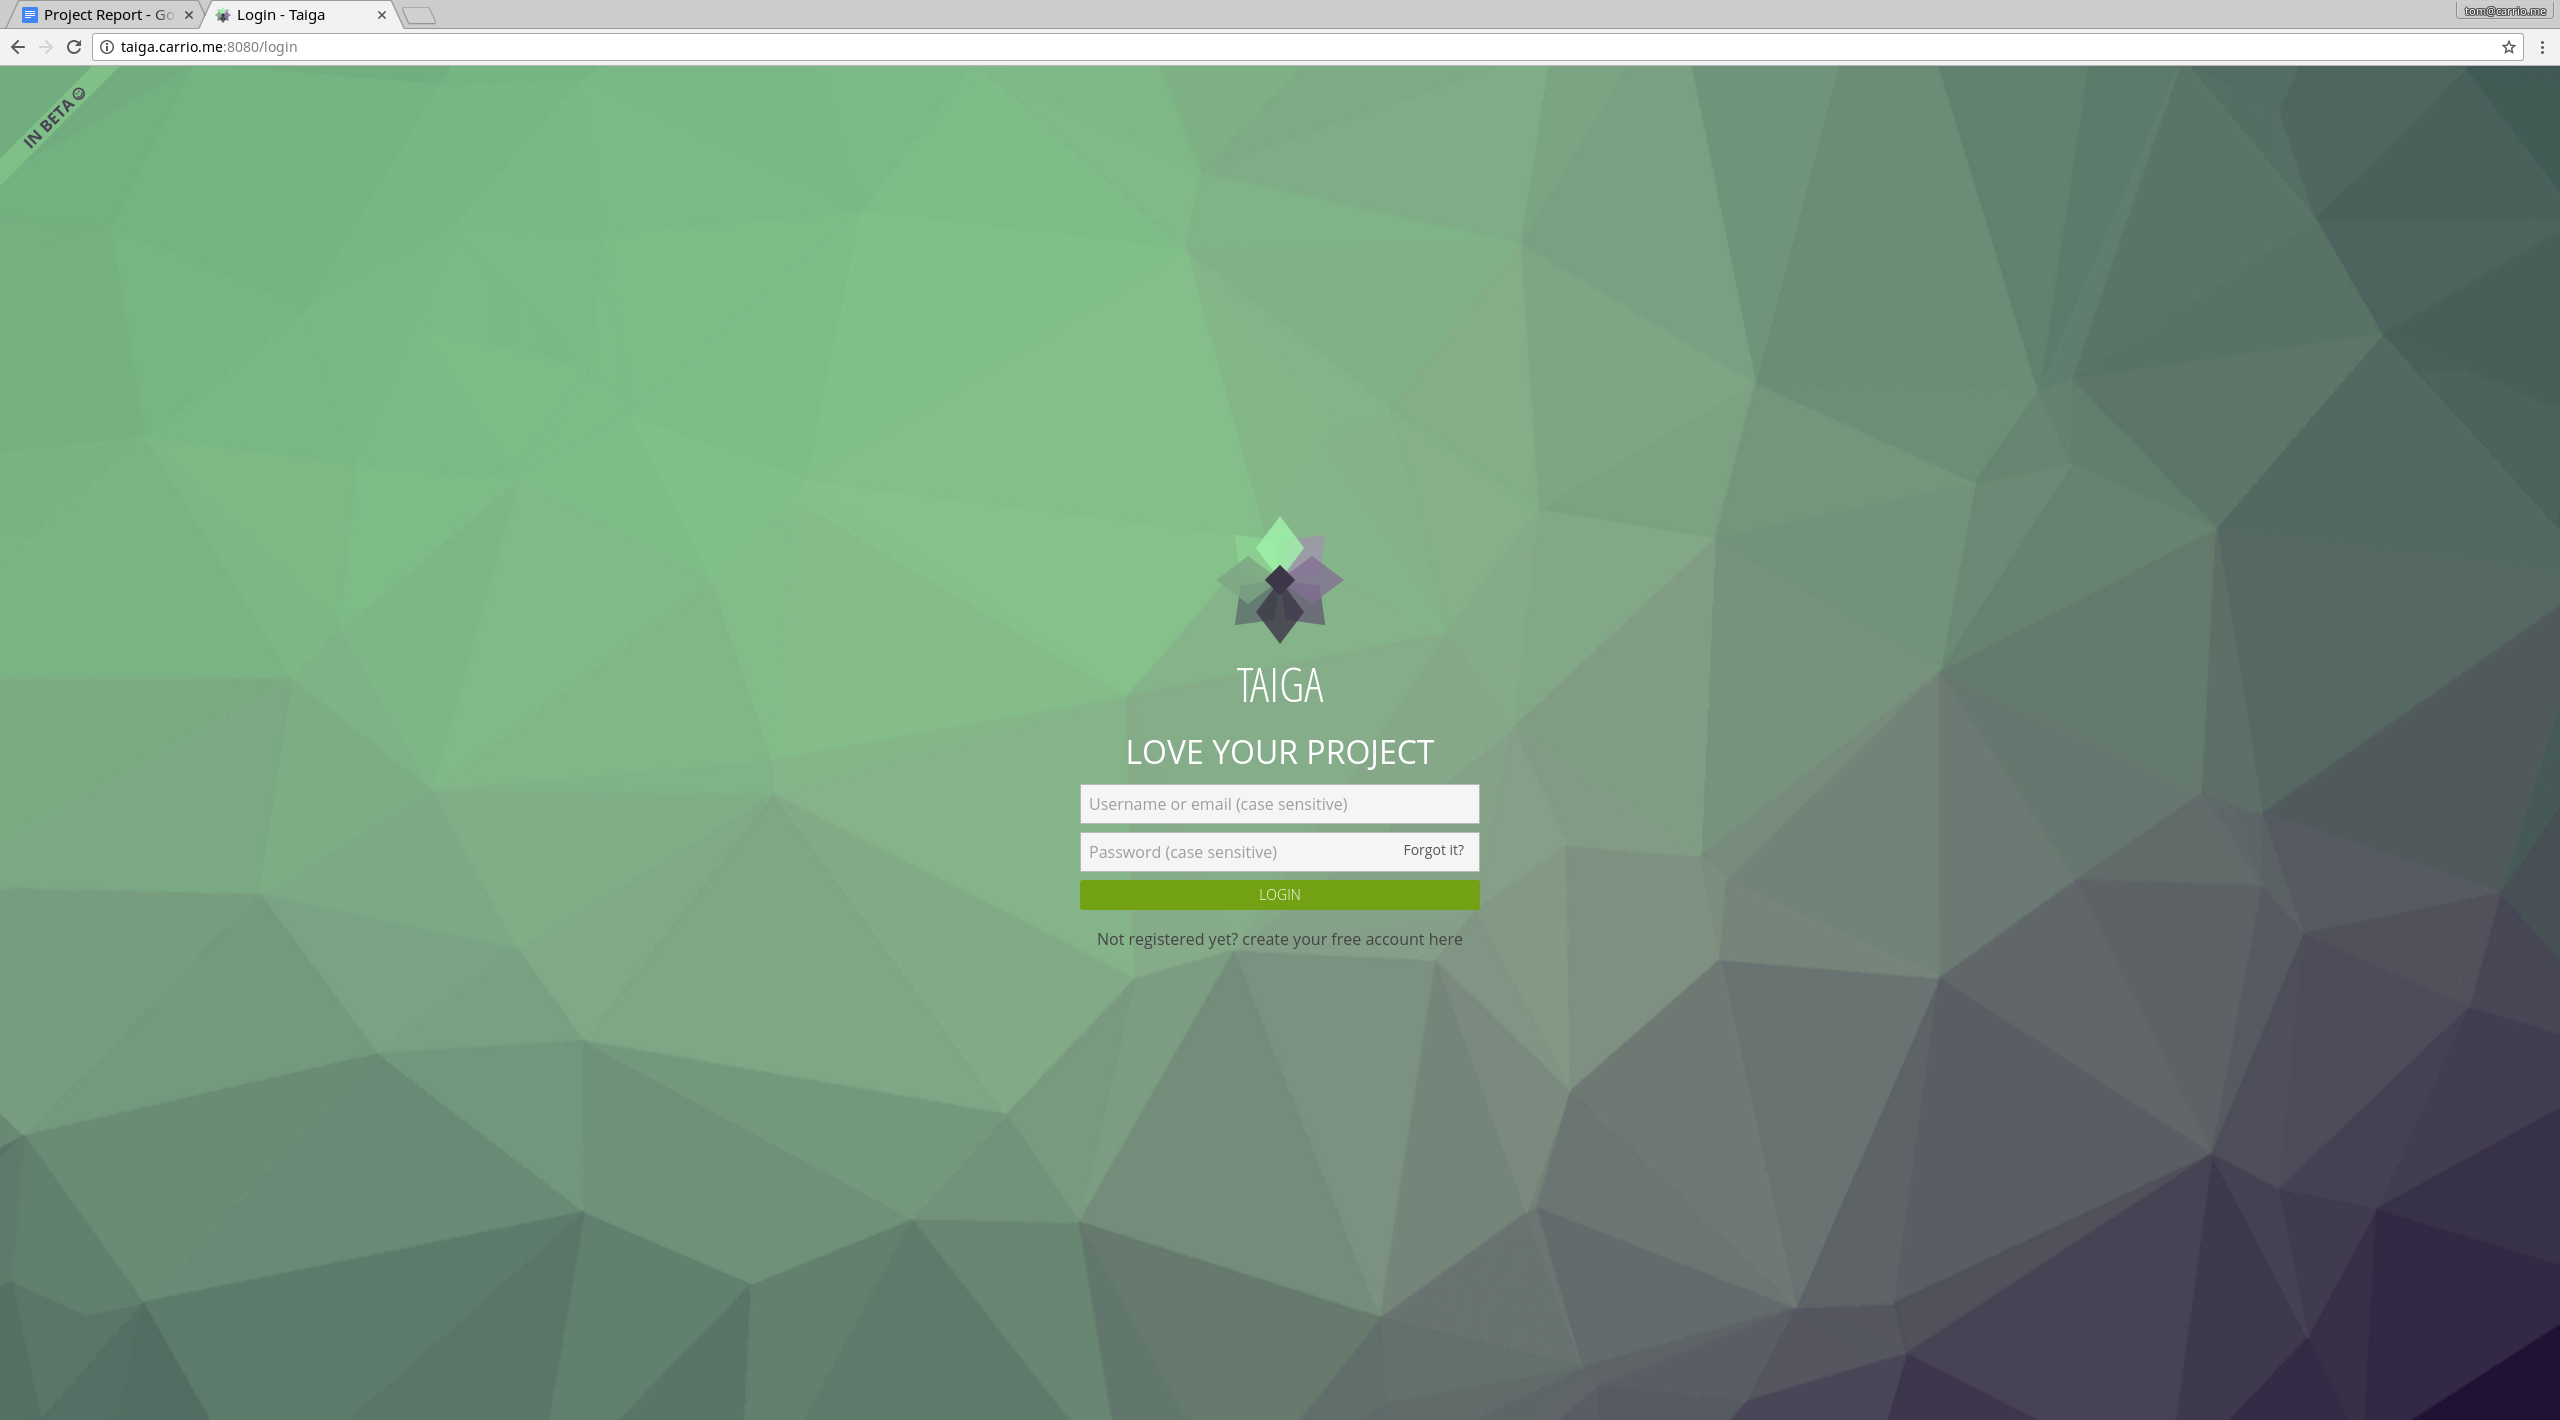 Project Report - Go
Login - Taiga
tom@carrio.me
taiga.carrio.me:8080/login
IN BETA
TAIGA
LOVE YOUR PROJECT
Username or email (case sensitive)
Password (case sensitive) Forgot it?
LOGIN
Not registered yet? create your free account here